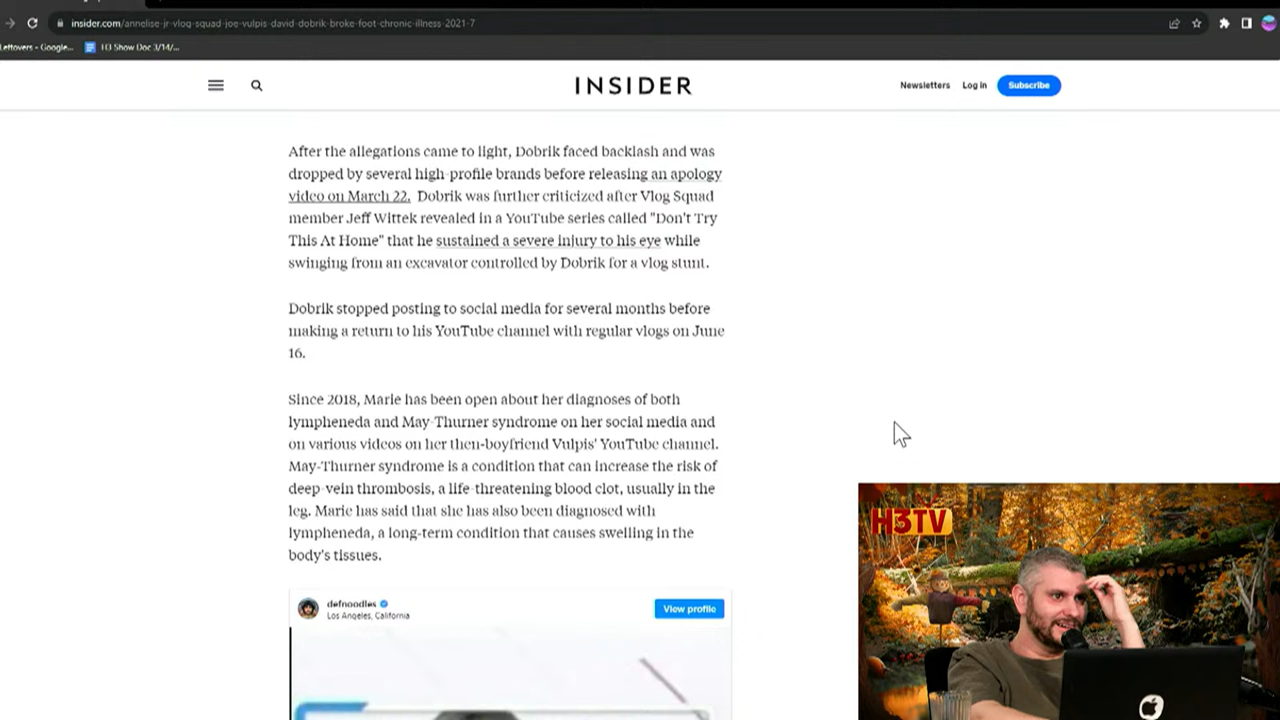 insider.com/annelise-jr-vlog-squad-joe-vulpis-david-dobrik-broke-foot-chronic-illness-2021-7
Leftovers - Google...
H3 Show Doc 3/14/...
INSIDER
Newsletters
Log in
Subscribe
After the allegations came to light, Dobrik faced backlash and was
dropped by several high-profile brands before releasing an apology
video on March 22. Dobrik was further criticized after Vlog Squad
member Jeff Wittek revealed in a YouTube series called "Don't Try
This At Home" that he sustained a severe injury to his eye while
swinging from an excavator controlled by Dobrik for a vlog stunt.
Dobrik stopped posting to social media for several months before
making a return to his YouTube channel with regular vlogs on June
16.
Since 2018, Marie has been open about her diagnoses of both
lympheneda and May-Thurner syndrome on her social media and
on various videos on her then-boyfriend Vulpis' YouTube channel.
May-Thurner syndrome is a condition that can increase the risk of
deep-vein thrombosis, a life-threatening blood clot, usually in the
leg. Marie has said that she has also been diagnosed with
lympheneda, a long-term condition that causes swelling in the
body's tissues.
defnoodles
Los Angeles, California
View profile
H3TV